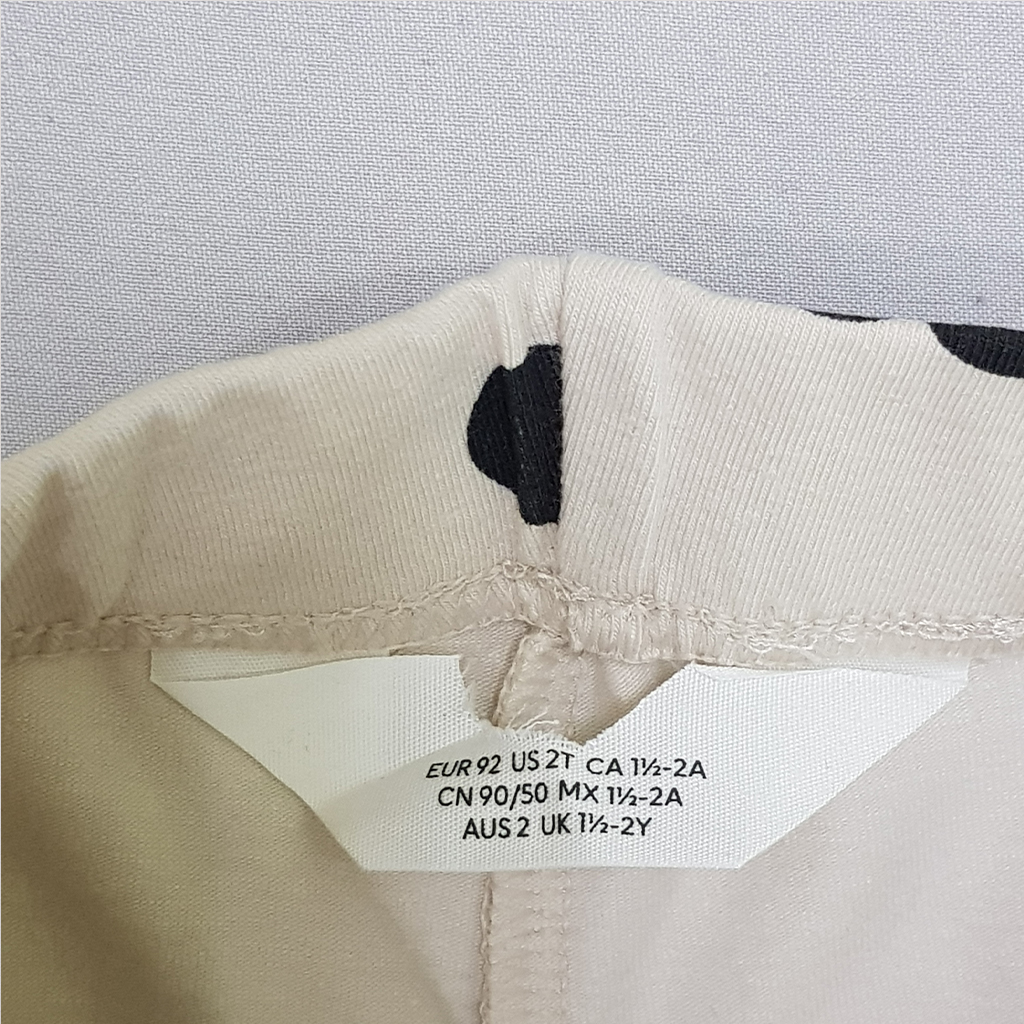 EUR 92 US 2T CA 1½-2A
CN 90/50 MX 1½-2A
AUS 2 UK 1½-2Y